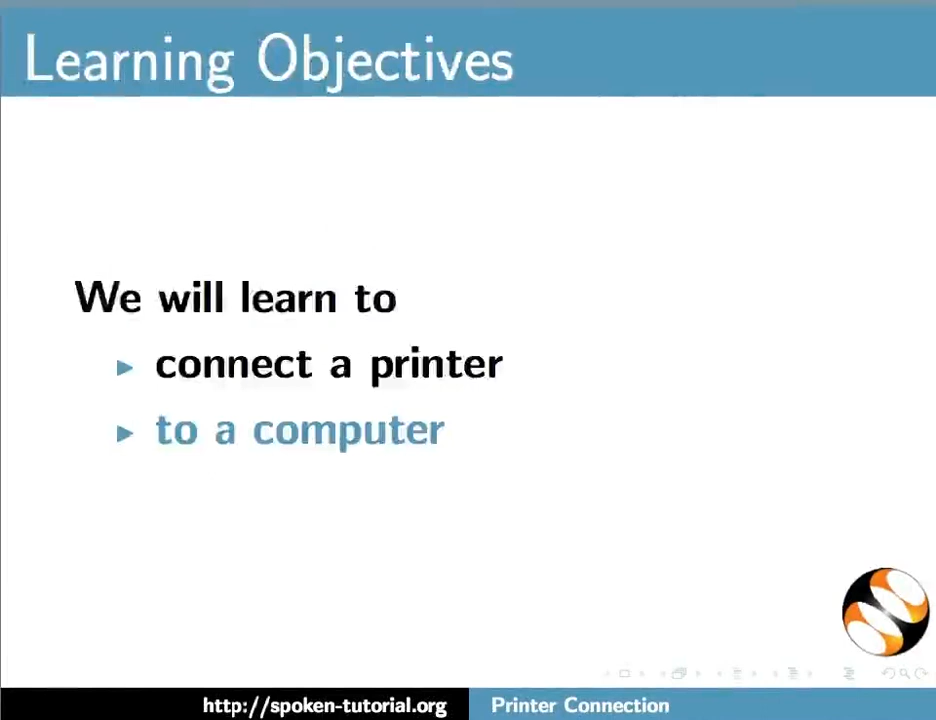 Learning Objectives
We will learn to
connect a printer
to a computer
http://spoken-tutorial.org Printer Connection